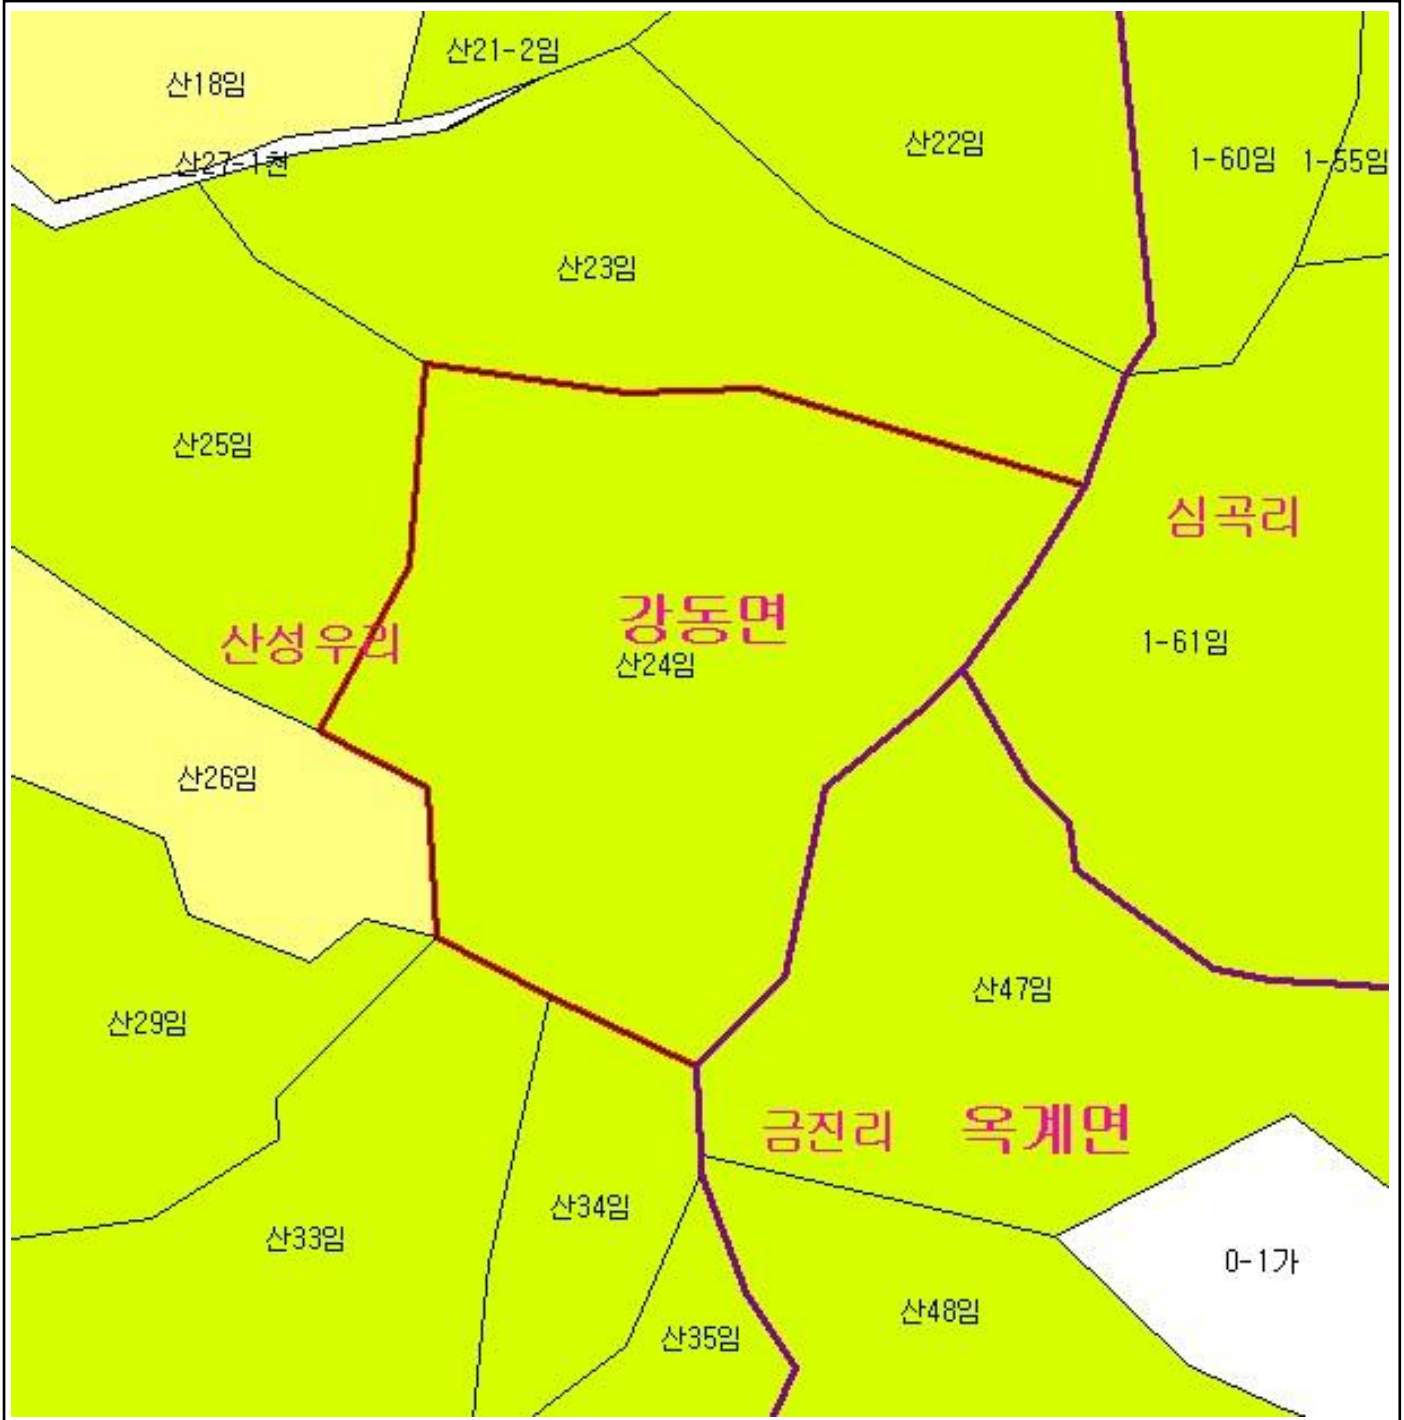 산21-2임
산18임
산22임
산27-1천
1-60임
1-55임
산23임
산25임
심곡리
강동면
산성우리
1-61임
산24임
산26임
산47임
산29임
금진리
옥계면
산34임
산33임
0-1가
산48임
산35임